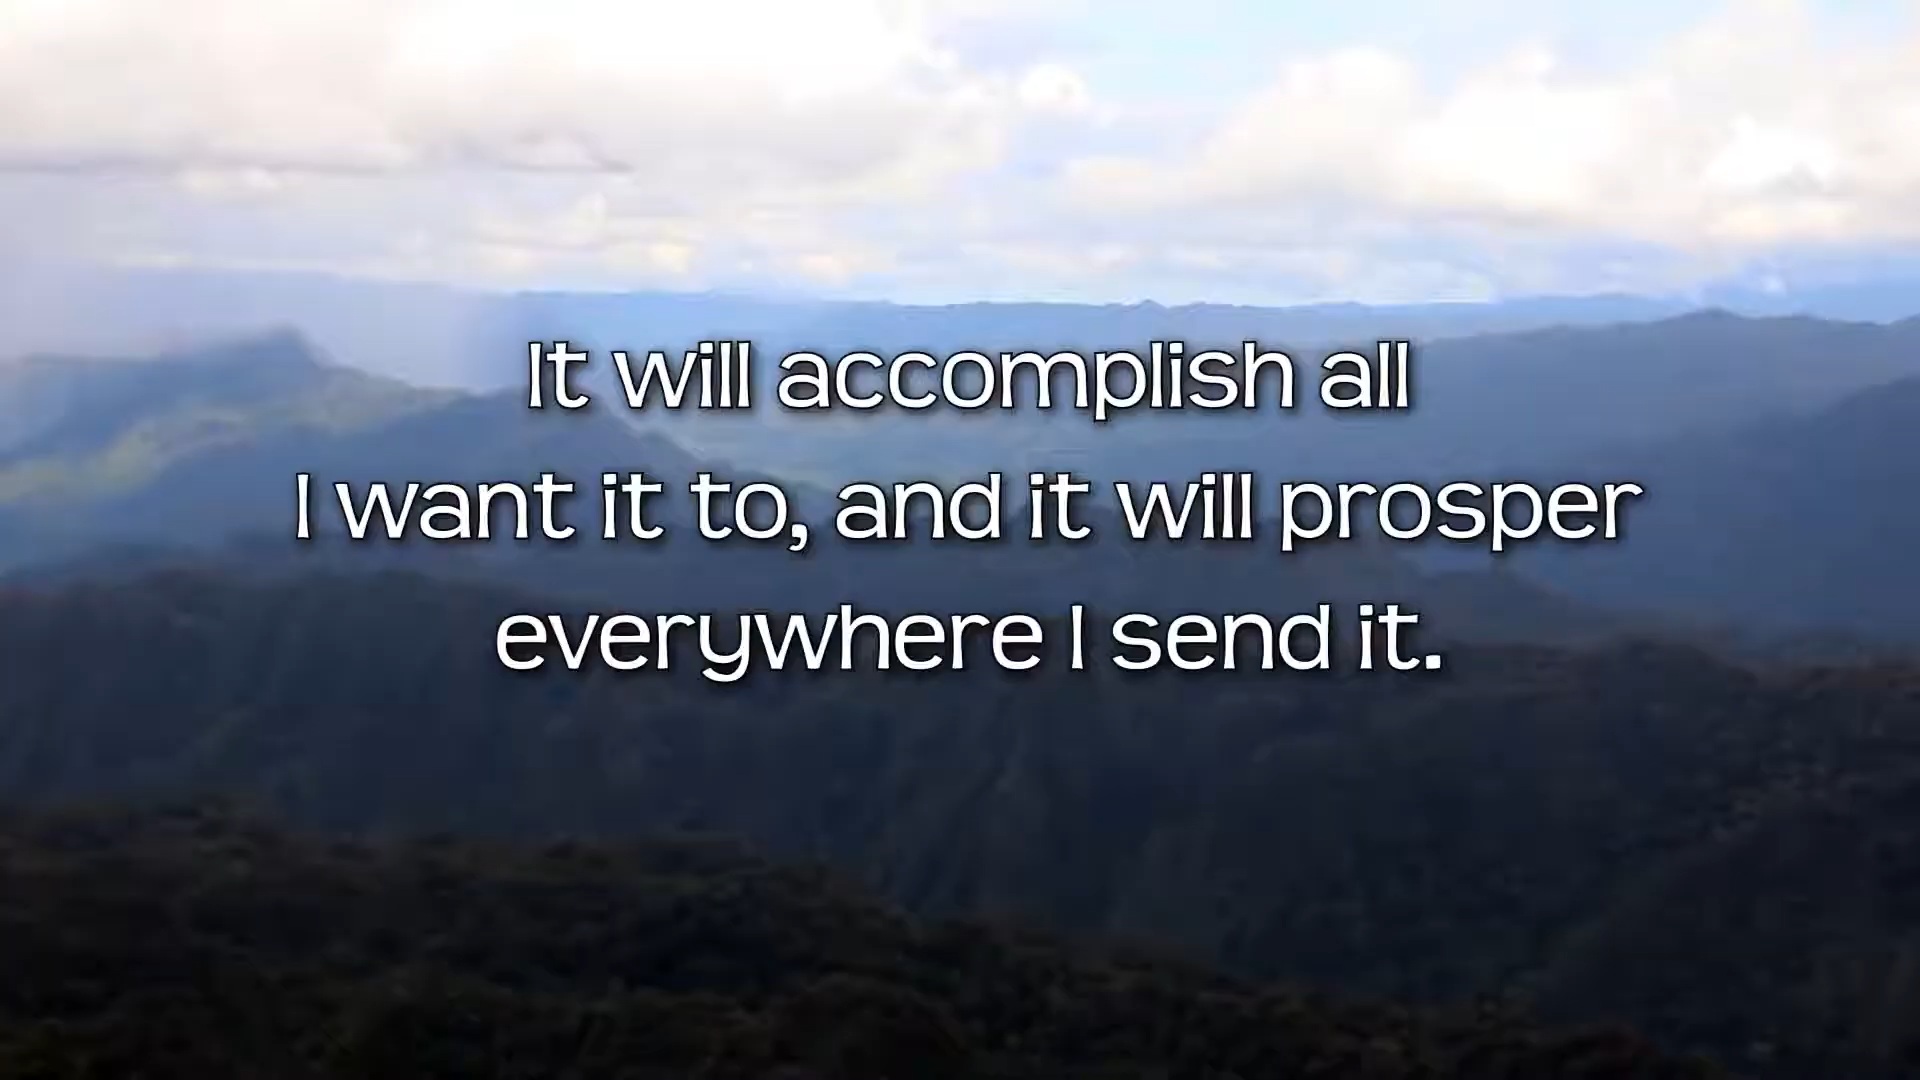 It will accomplish all
I want it to, and it will prosper
everywhere I send it.